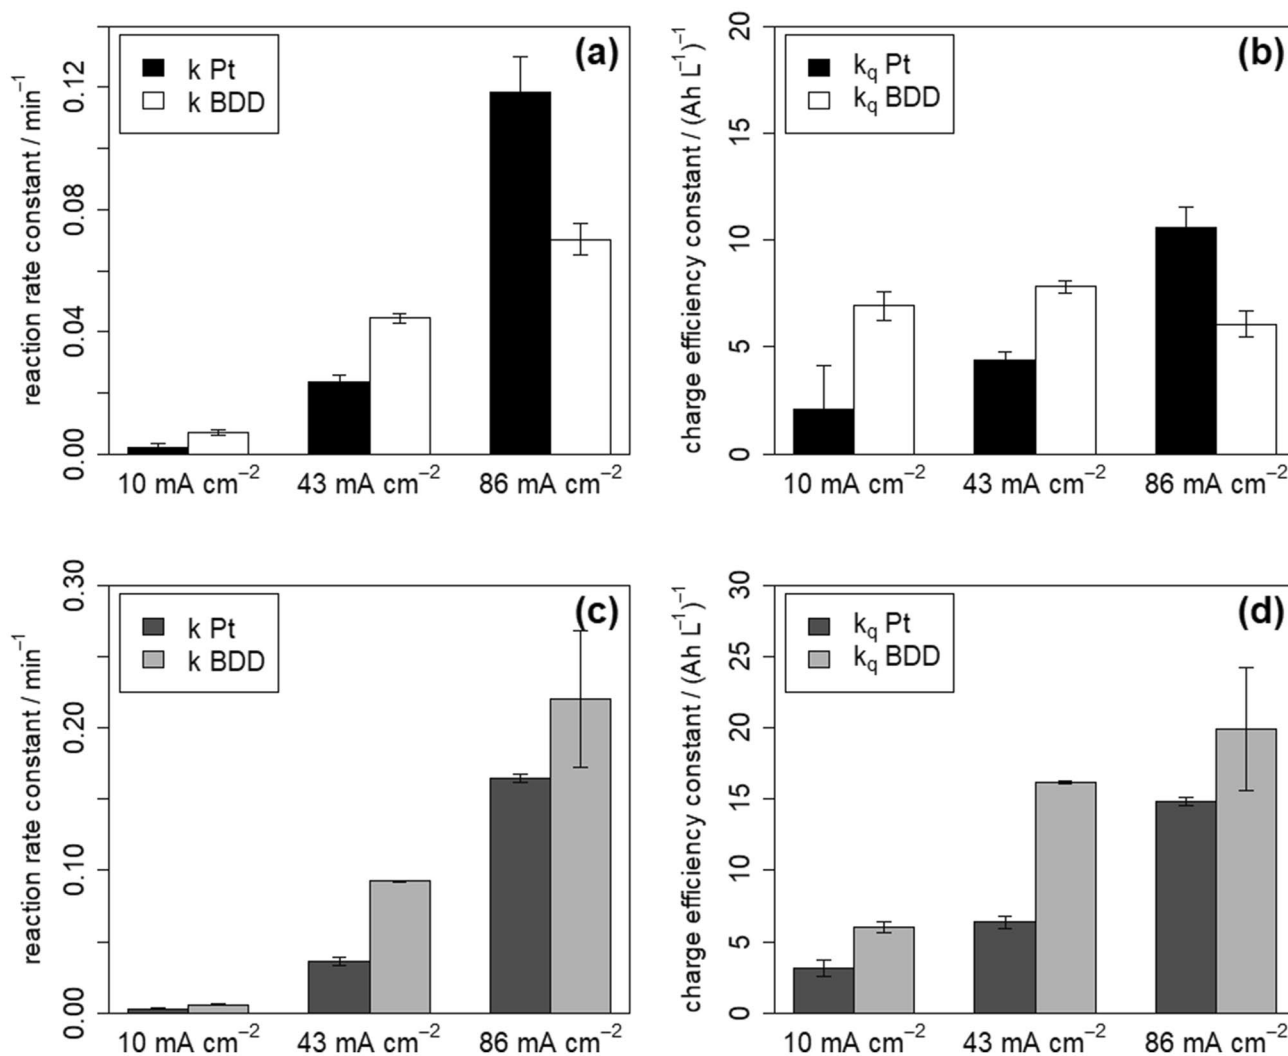 (a)
k Pt
k BDD
reaction rate constant / min⁻¹
0.12
0.08
0.04
0.00
10 mA cm⁻²
43 mA cm⁻²
86 mA cm⁻²
(b)
k_q Pt
k_q BDD
charge efficiency constant / (Ah L⁻¹)⁻¹
20
15
10
5
0
10 mA cm⁻²
43 mA cm⁻²
86 mA cm⁻²
(c)
k Pt
k BDD
reaction rate constant / min⁻¹
0.30
0.20
0.10
0.00
10 mA cm⁻²
43 mA cm⁻²
86 mA cm⁻²
(d)
k_q Pt
k_q BDD
charge efficiency constant / (Ah L⁻¹)⁻¹
30
25
20
15
10
5
0
10 mA cm⁻²
43 mA cm⁻²
86 mA cm⁻²